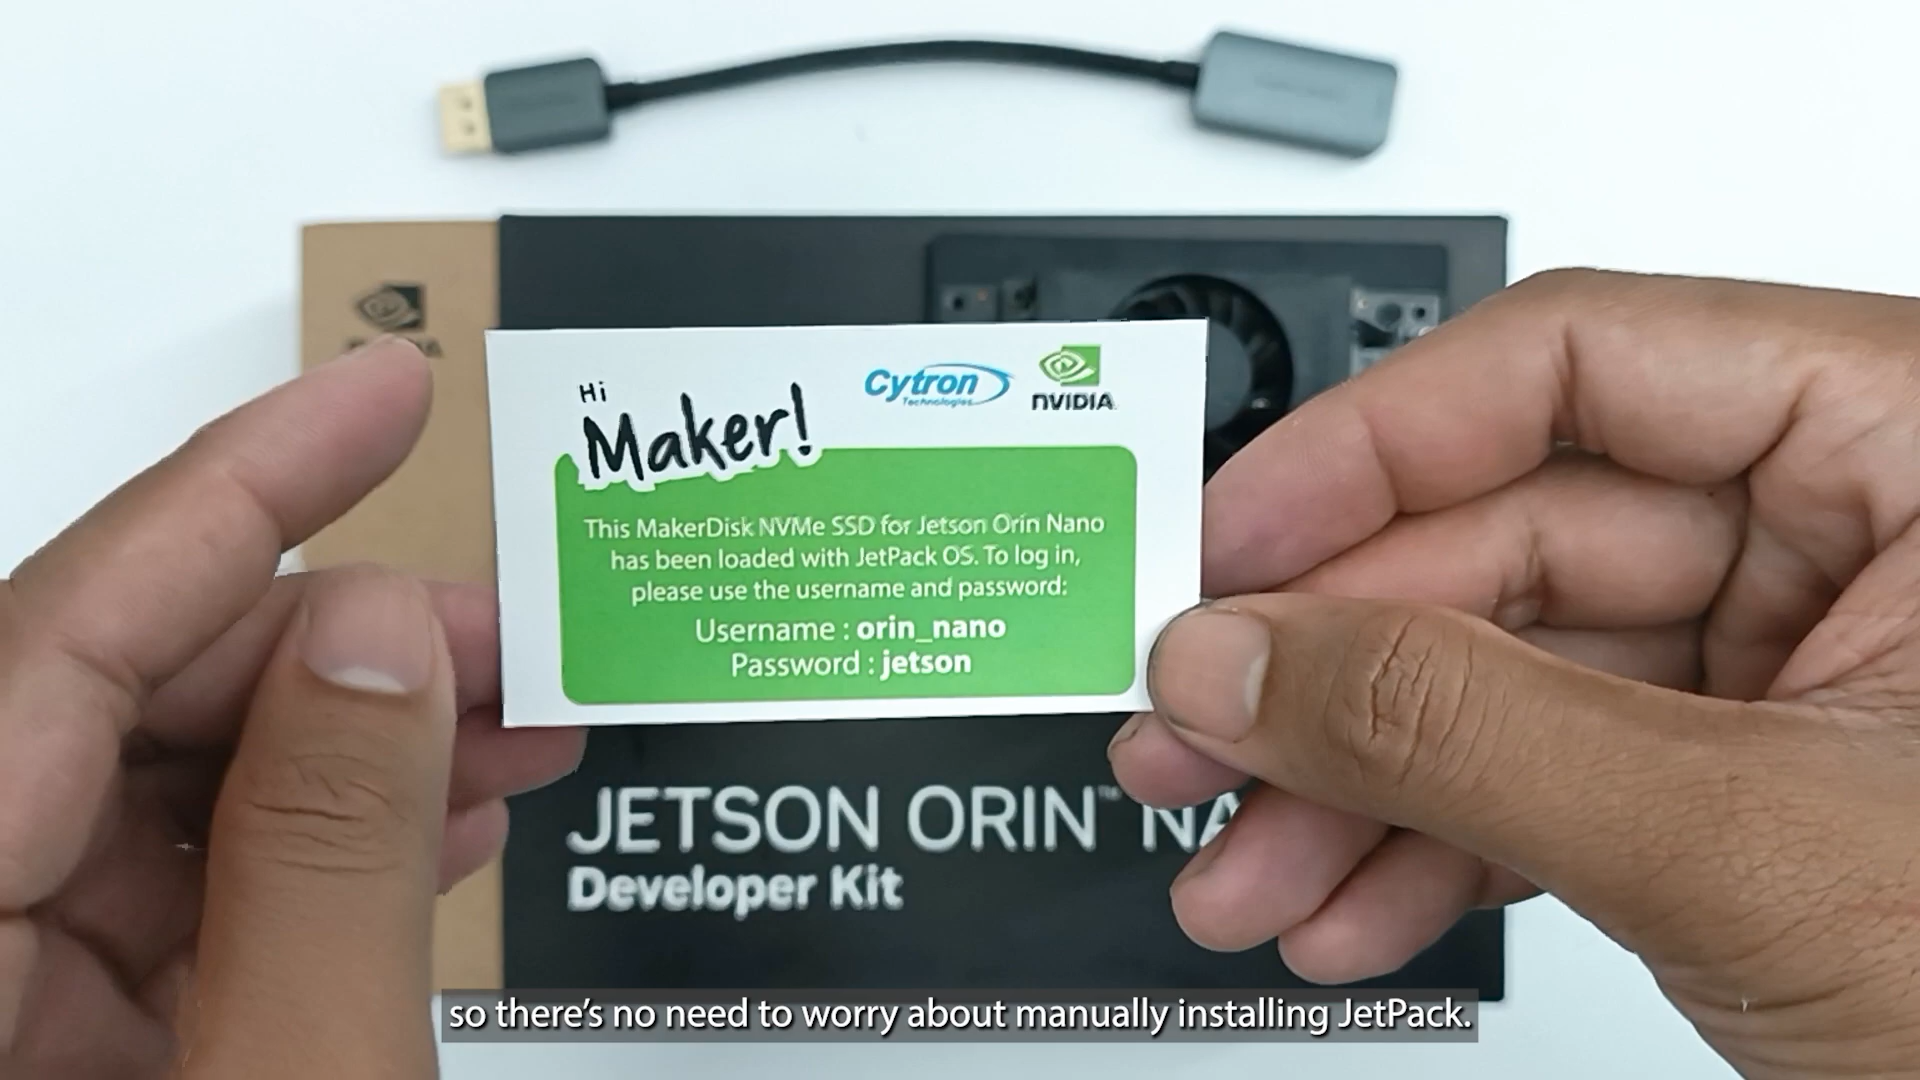 Hi
Maker!
Cytron
Technologies
NVIDIA
This MakerDisk NVMe SSD for Jetson Orin Nano
has been loaded with JetPack OS. To log in,
please use the username and password:
Username : orin_nano
Password : jetson
JETSON ORIN™ NA
Developer Kit
so there's no need to worry about manually installing JetPack.